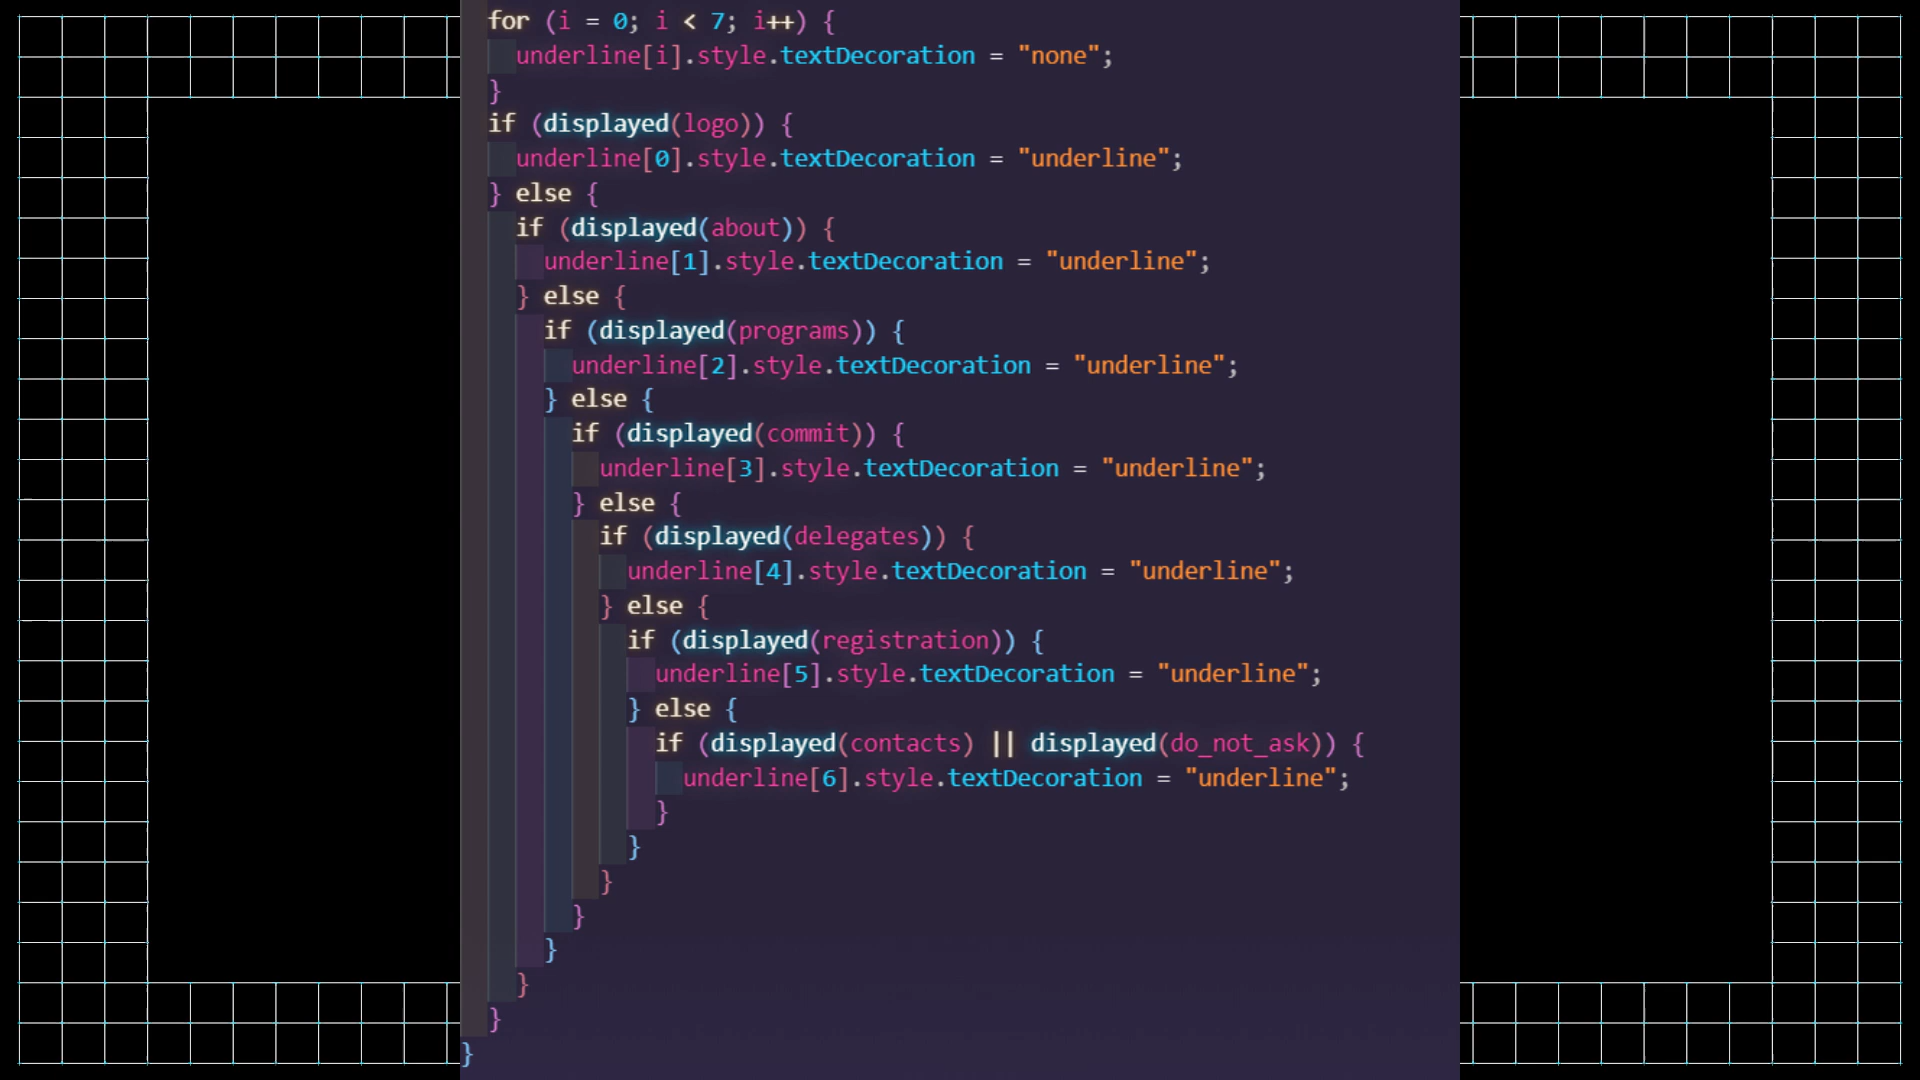 for (i = 0; i < 7; i++) {
underline[i].style.textDecoration = "none";
}
if (displayed(logo)) {
underline[0].style.textDecoration = "underline";
} else {
if (displayed(about)) {
underline[1].style.textDecoration = "underline";
} else {
if (displayed(programs)) {
underline[2].style.textDecoration = "underline";
} else {
if (displayed(commit)) {
underline[3].style.textDecoration = "underline";
} else {
if (displayed(delegates)) {
underline[4].style.textDecoration = "underline";
} else {
if (displayed(registration)) {
underline[5].style.textDecoration = "underline";
} else {
if (displayed(contacts) || displayed(do_not_ask)) {
underline[6].style.textDecoration = "underline";
}
}
}
}
}
}
}
}